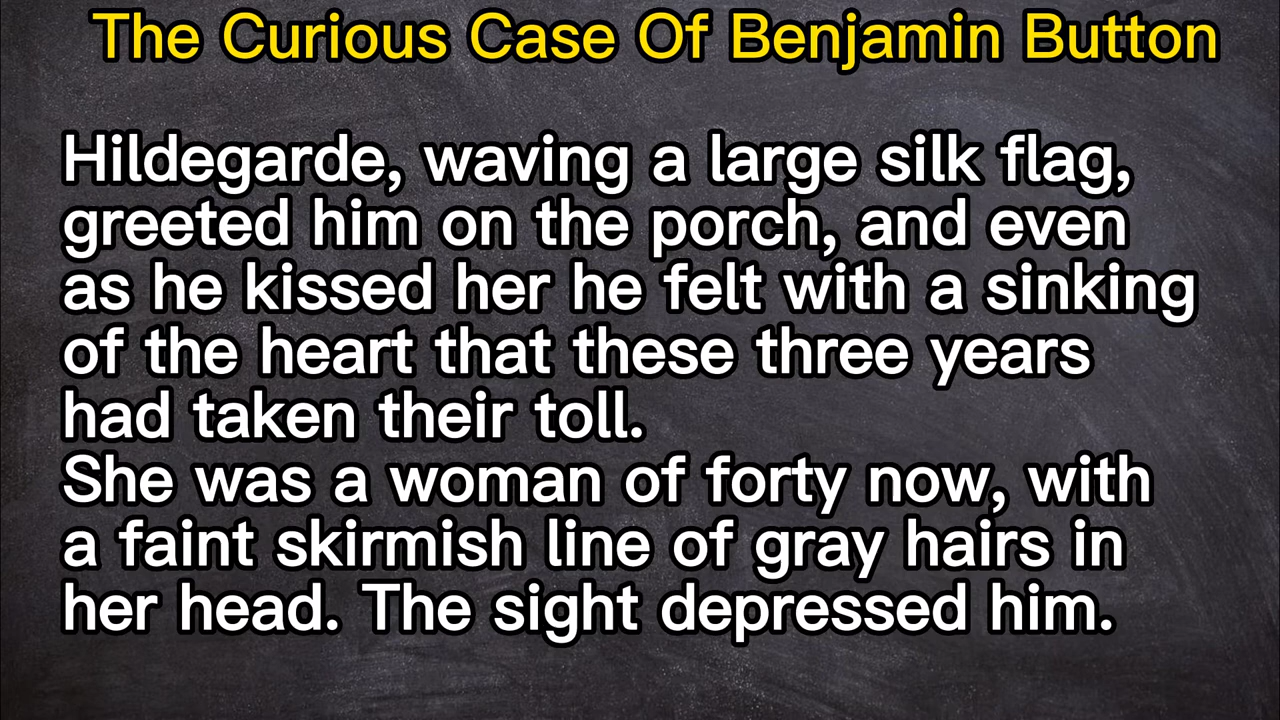 The Curious Case Of Benjamin Button
Hildegarde, waving a large silk flag,
greeted him on the porch, and even
as he kissed her he felt with a sinking
of the heart that these three years
had taken their toll.
She was a woman of forty now, with
a faint skirmish line of gray hairs in
her head. The sight depressed him.